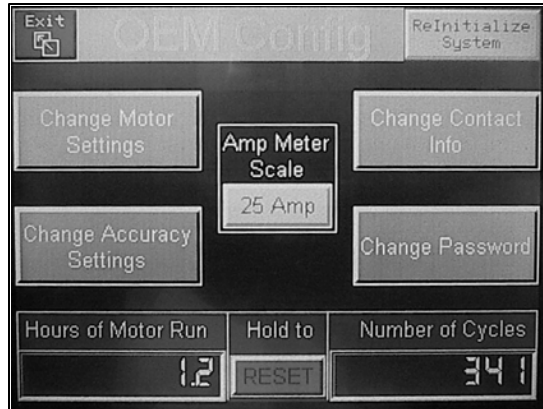 Exit
OEM Config
ReInitialize
System
Change Motor
Settings
Amp Meter
Scale
25 Amp
Change Contact
Info
Change Accuracy
Settings
Change Password
Hours of Motor Run
Hold to
Number of Cycles
1.2
RESET
341